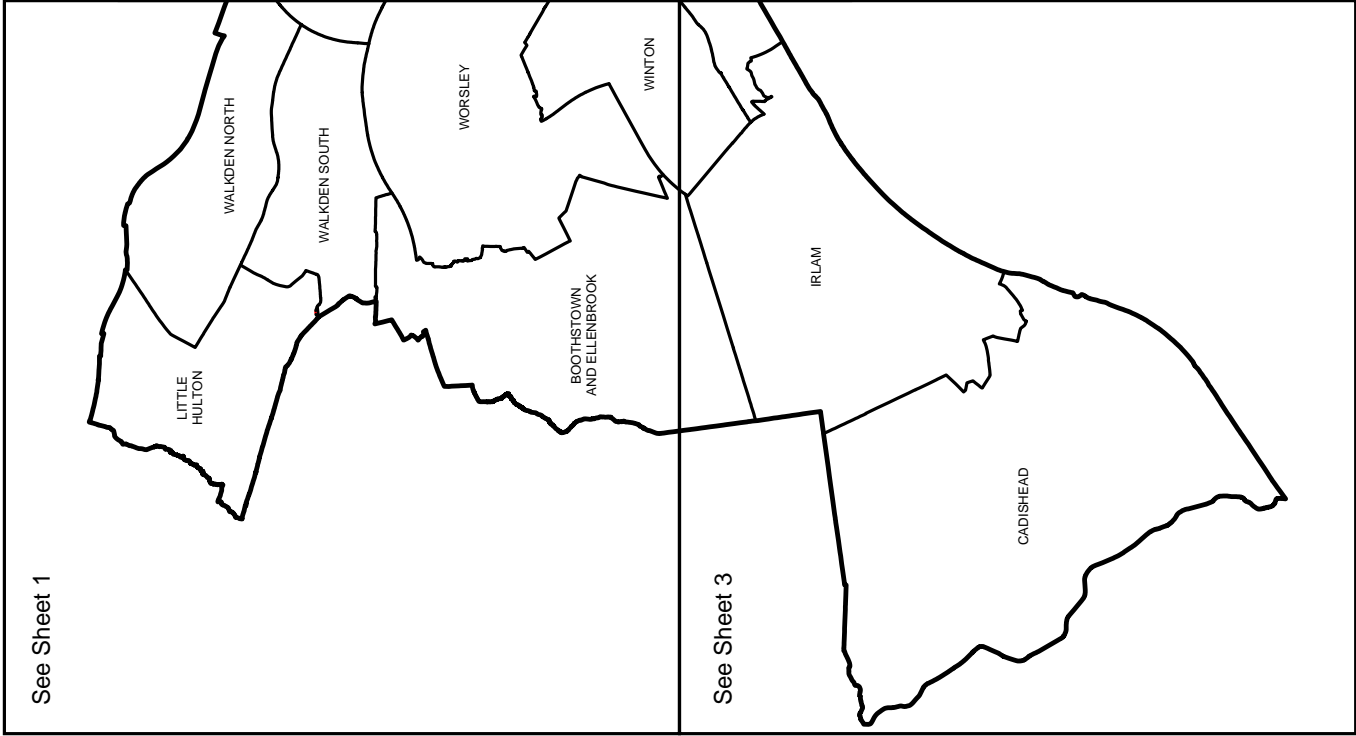 See Sheet 1
LITTLE
HULTON
WALKDEN NORTH
WALKDEN SOUTH
WORSLEY
BOOTHSTOWN
AND ELLENBROOK
WINTON
See Sheet 3
IRLAM
CADISHEAD